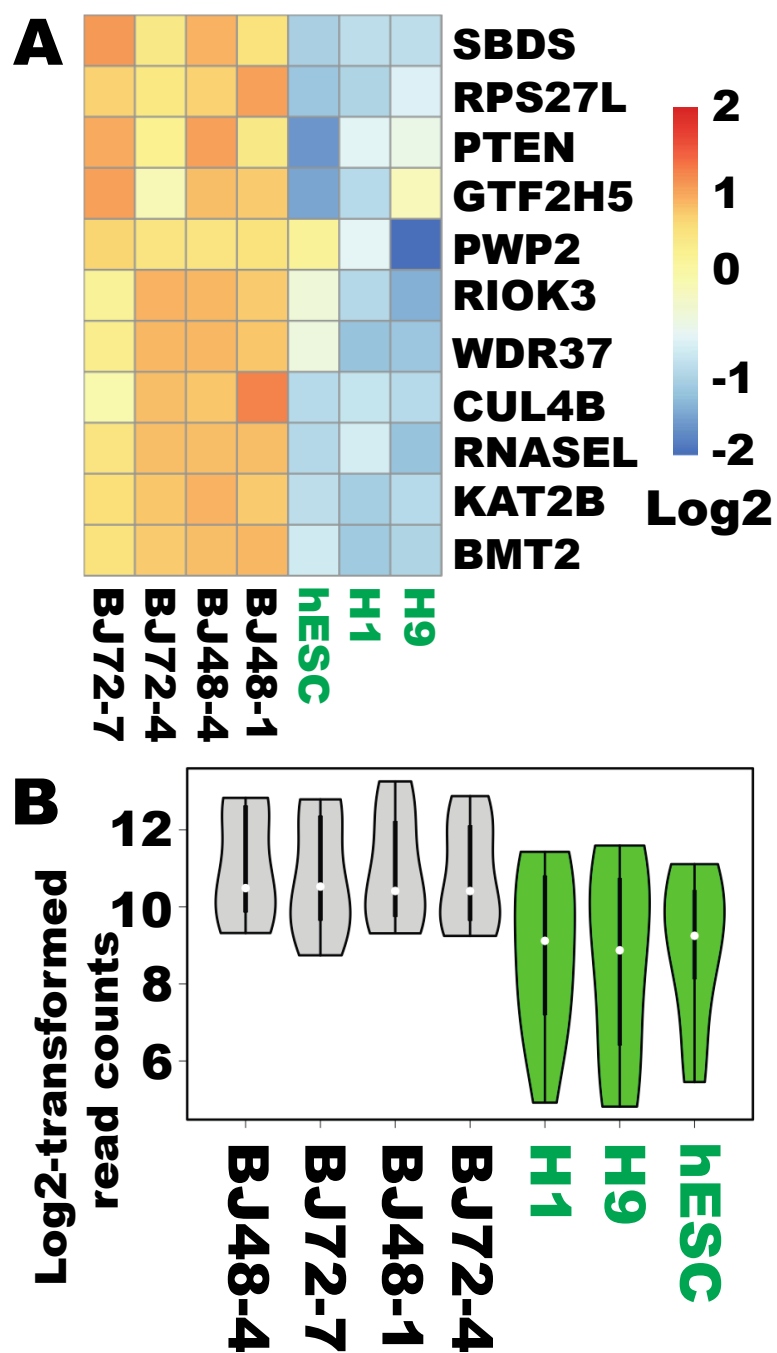 A
SBDS
RPS27L
PTEN
GTF2H5
PWP2
RIOK3
WDR37
CUL4B
RNASEL
KAT2B
BMT2
2
1
0
-1
-2
Log2
BJ72-7
BJ72-4
BJ48-4
BJ48-1
hESC
H1
H9
B
Log2-transformed
read counts
12
10
8
6
BJ48-4
BJ72-7
BJ48-1
BJ72-4
H1
H9
hESC